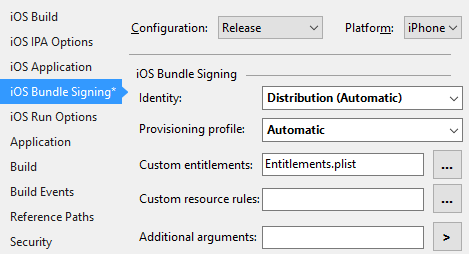 iOS Build
iOS IPA Options
iOS Application
iOS Bundle Signing*
iOS Run Options
Application
Build
Build Events
Reference Paths
Security
Configuration: Release Platform: iPhone
iOS Bundle Signing
Identity: Distribution (Automatic)
Provisioning profile: Automatic
Custom entitlements: Entitlements.plist ...
Custom resource rules: ...
Additional arguments: >